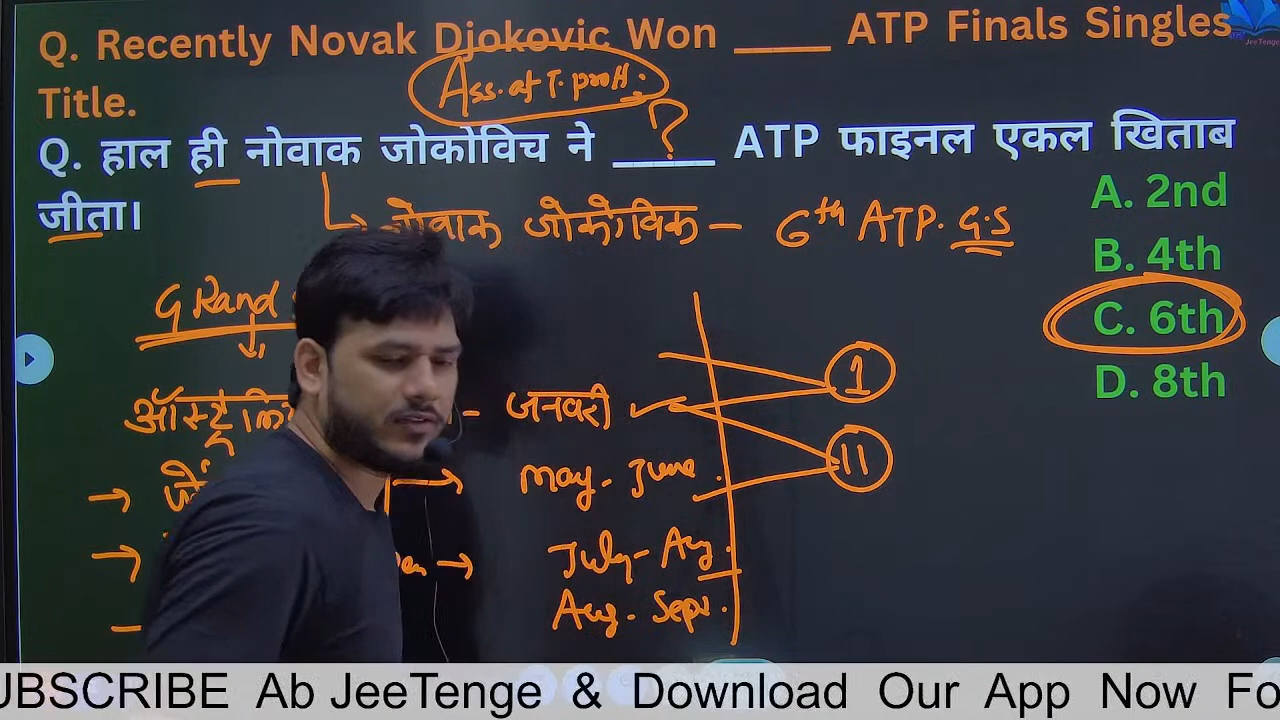 Q. Recently Novak Djokovic Won ____ ATP Finals Singles
Title.
Ass. of T. proff.
?
Q. हाल ही नोवाक जोकोविच ने ____ ATP फाइनल एकल खिताब
जीता।
नोवाक जोकोविक – 6th ATP. G.S
A. 2nd
B. 4th
C. 6th
D. 8th
GRand
1
- जनवरी
11
May - June
July - Aug.
Aug - Sept.
UBSCRIBE Ab JeeTenge & Download Our App Now Fo
JeeTenge